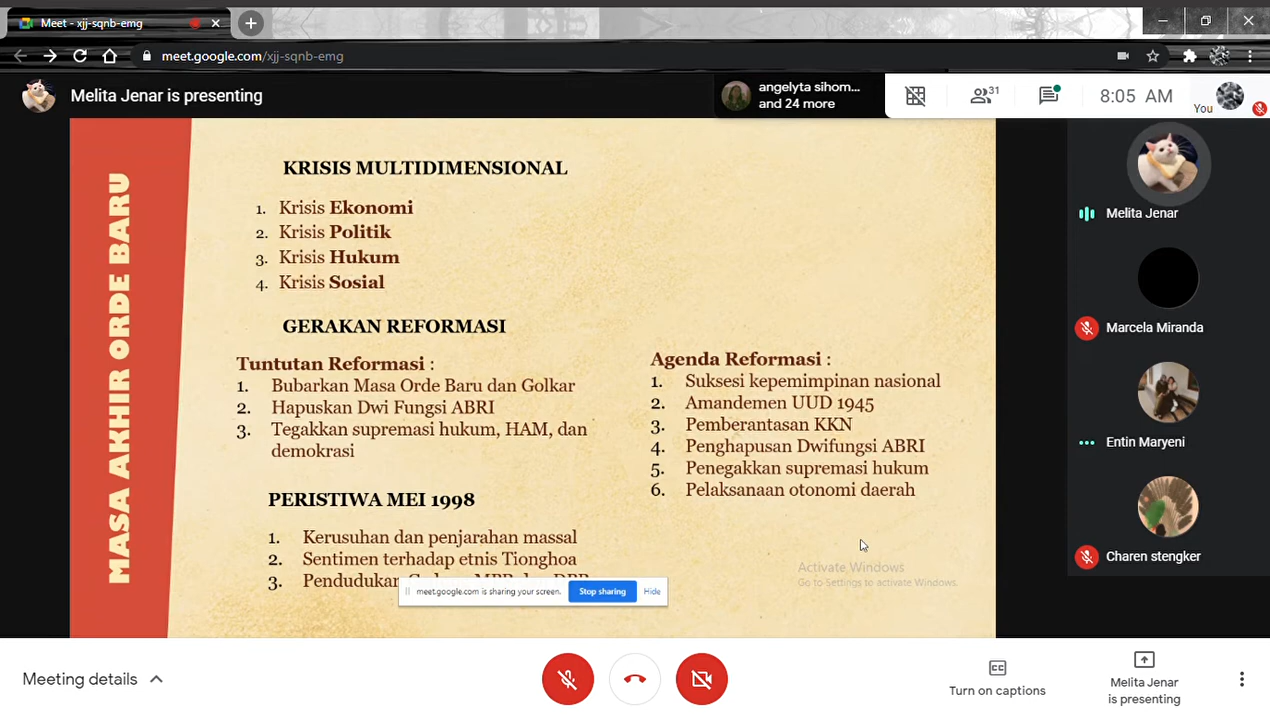 Meet - xjj-sqnb-emg
meet.google.com/xjj-sqnb-emg
Melita Jenar is presenting
angelyta sihom...
and 24 more
31
8:05 AM
You
MASA AKHIR ORDE BARU
KRISIS MULTIDIMENSIONAL
1. Krisis Ekonomi
2. Krisis Politik
3. Krisis Hukum
4. Krisis Sosial
GERAKAN REFORMASI
Tuntutan Reformasi :
1. Bubarkan Masa Orde Baru dan Golkar
2. Hapuskan Dwi Fungsi ABRI
3. Tegakkan supremasi hukum, HAM, dan
demokrasi
Agenda Reformasi :
1. Suksesi kepemimpinan nasional
2. Amandemen UUD 1945
3. Pemberantasan KKN
4. Penghapusan Dwifungsi ABRI
5. Penegakkan supremasi hukum
6. Pelaksanaan otonomi daerah
PERISTIWA MEI 1998
1. Kerusuhan dan penjarahan massal
2. Sentimen terhadap etnis Tionghoa
3. Pendudukan
meet.google.com is sharing your screen.
Stop sharing
Hide
Activate Windows
Go to Settings to activate Windows.
Melita Jenar
Marcela Miranda
Entin Maryeni
Charen stengker
Meeting details
CC
Turn on captions
Melita Jenar
is presenting